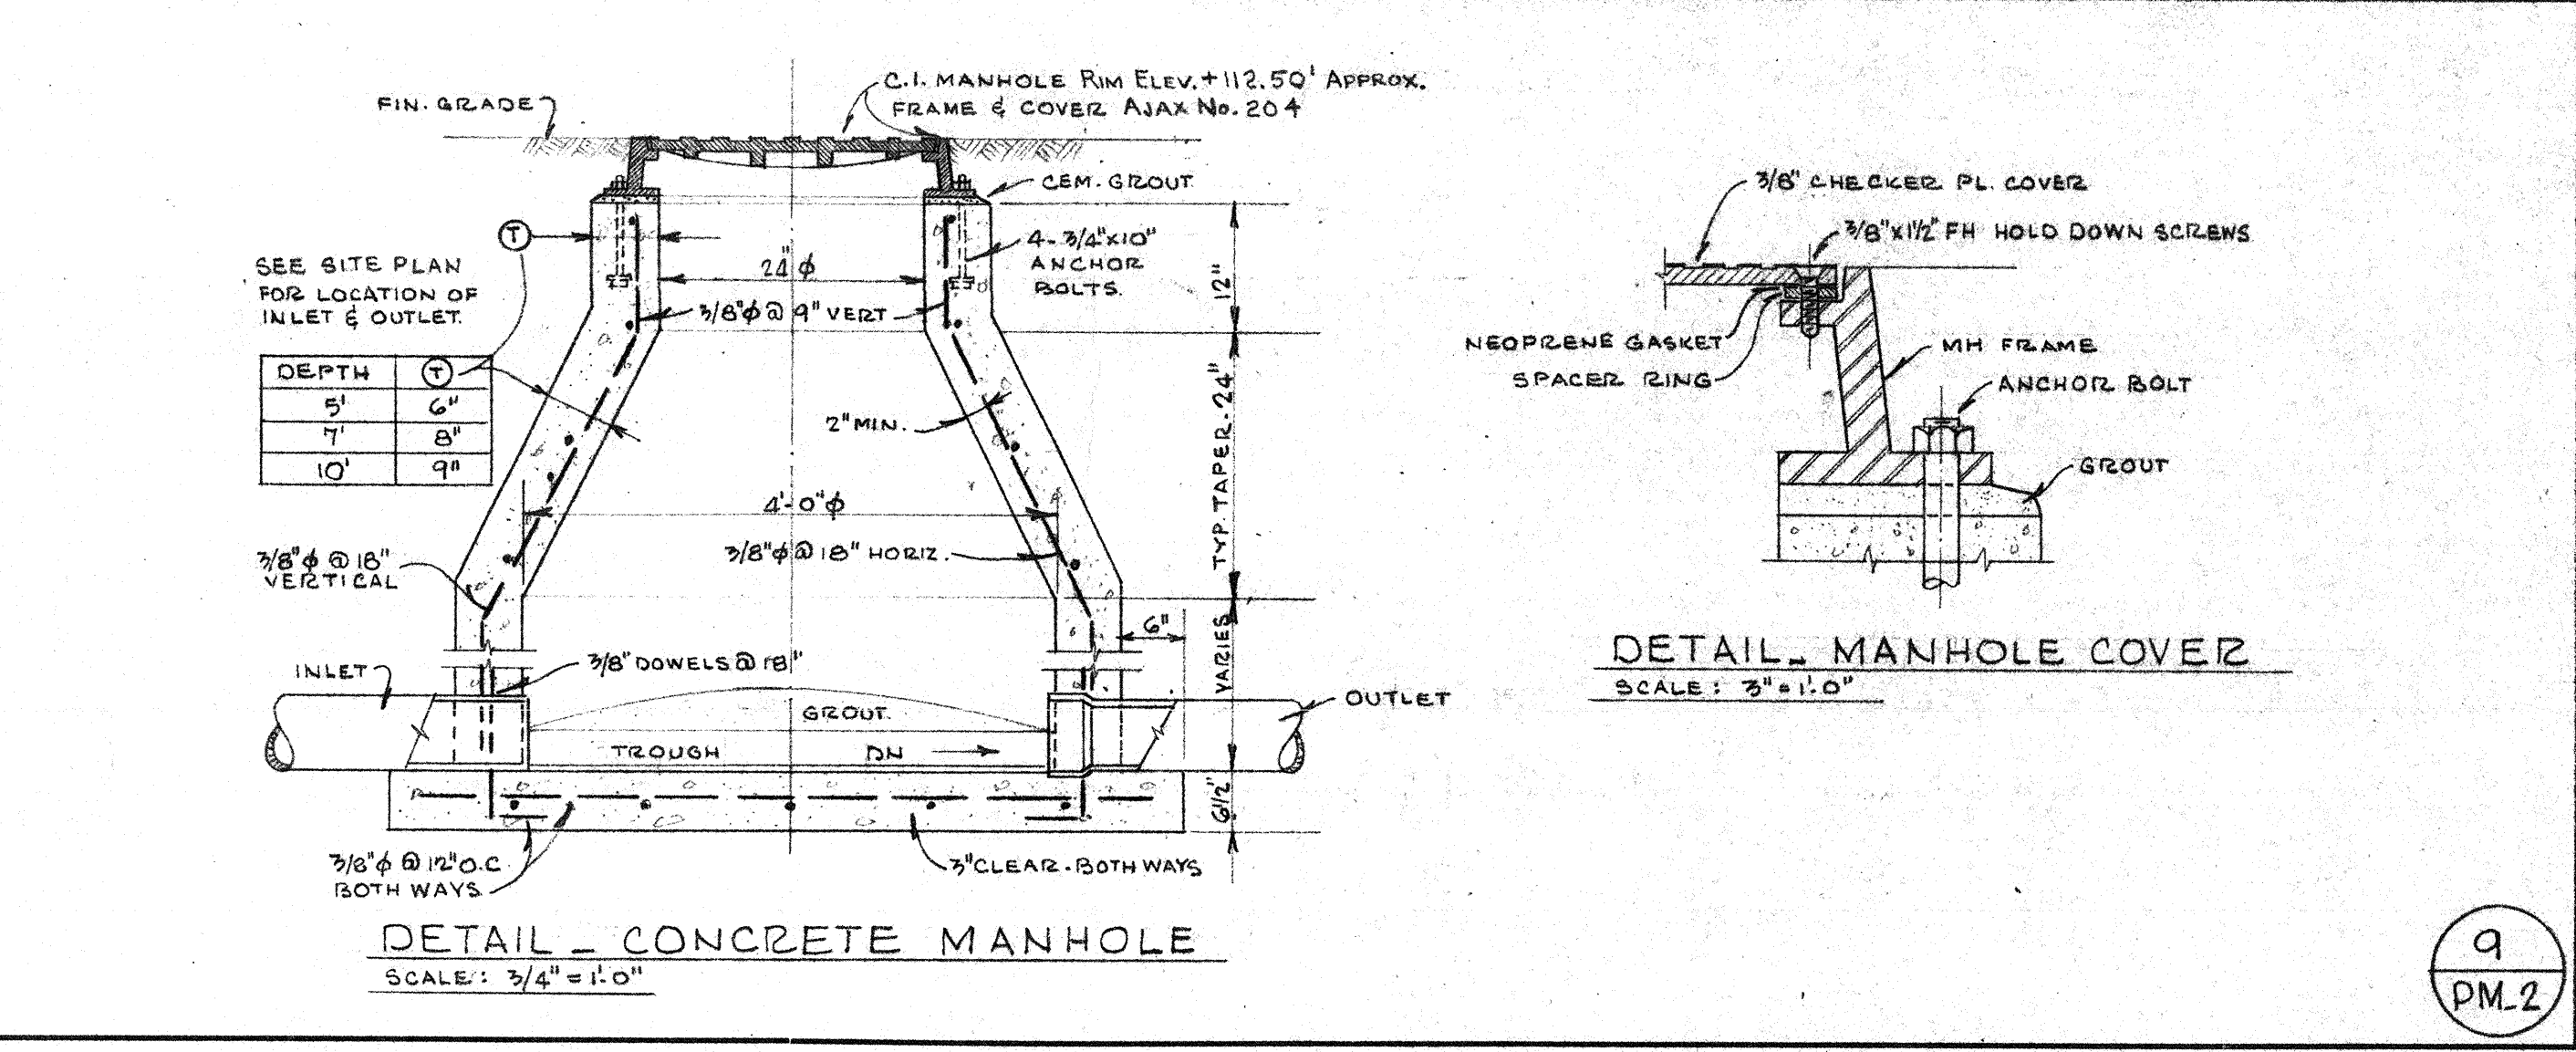 C.I. MANHOLE RIM ELEV. +112.50' APPROX.
FRAME & COVER AJAX NO. 204
FIN. GRADE
CEM. GROUT
T
4-3/4"x10"
ANCHOR
BOLTS.
24"φ
12"
SEE SITE PLAN
FOR LOCATION OF
INLET & OUTLET.
3/8"φ @ 9" VERT
DEPTH T
5' 6"
7' 8"
10' 9"
2" MIN.
TYP. TAPER-24"
4'-0"φ
3/8"φ @ 18"
VERTICAL
3/8"φ @ 18" HORIZ.
6"
VARIES
INLET
3/8" DOWELS @ 18"
GROUT
OUTLET
TROUGH DN
6 1/2"
3/8"φ @ 12" O.C.
BOTH WAYS
3" CLEAR-BOTH WAYS
DETAIL - CONCRETE MANHOLE
SCALE: 3/4" = 1'-0"
3/8" CHECKER PL. COVER
3/8" x 1 1/2" FH HOLD DOWN SCREWS
NEOPRENE GASKET
SPACER RING
MH FRAME
ANCHOR BOLT
GROUT
DETAIL - MANHOLE COVER
SCALE: 3" = 1'-0"
9
PM-2